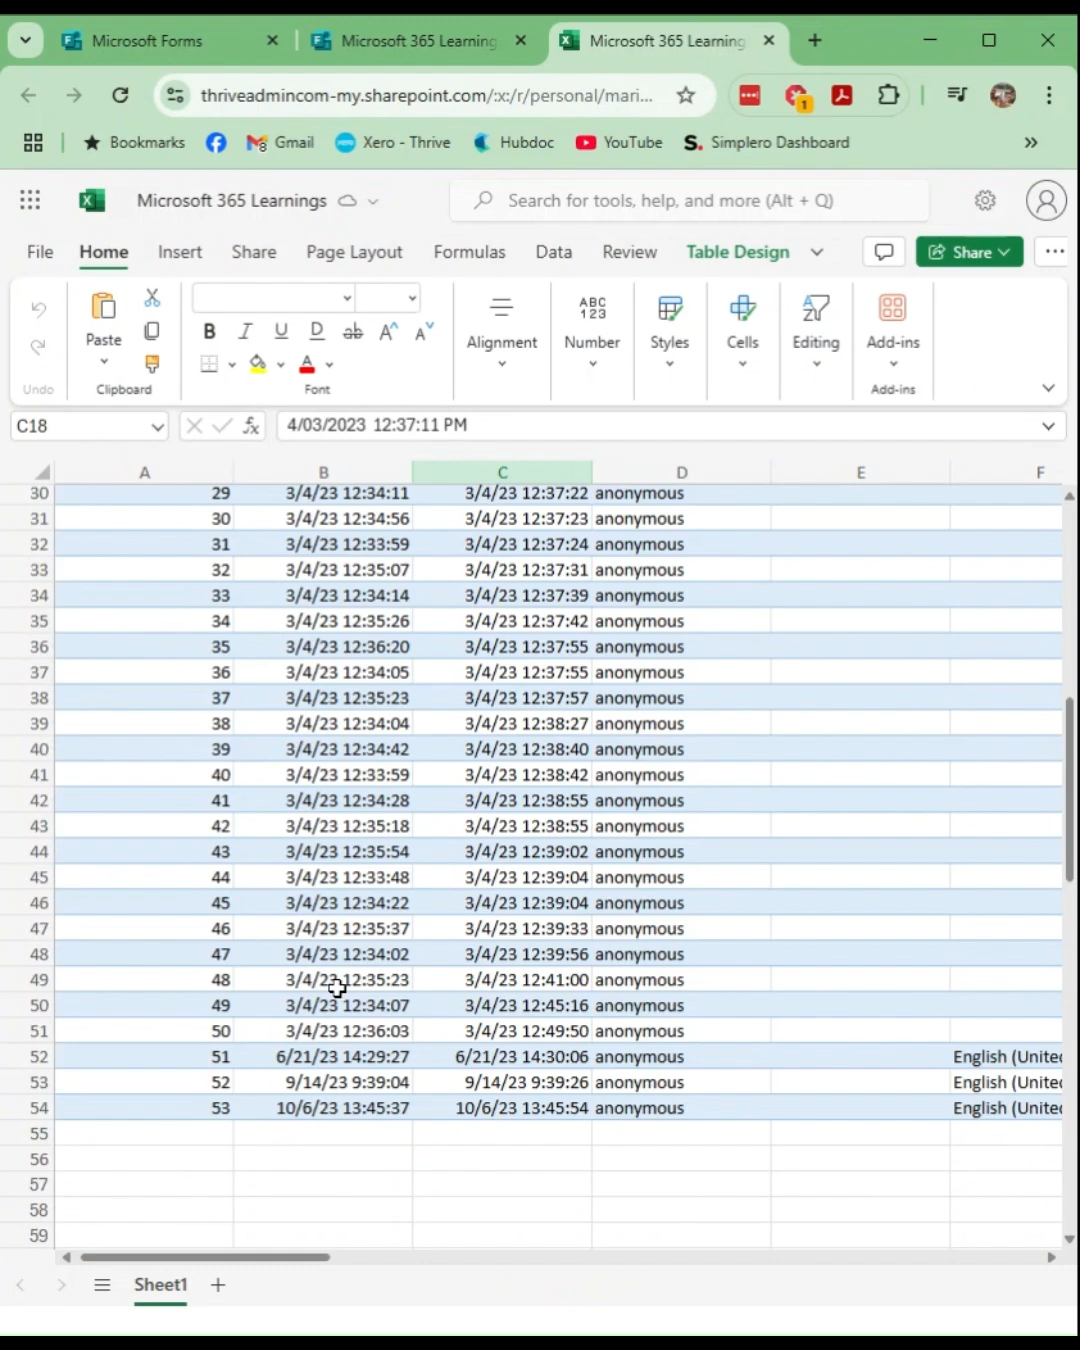 Microsoft Forms
Microsoft 365 Learning
Microsoft 365 Learning
thriveadmincom-my.sharepoint.com/:x:/r/personal/mari...
1
Bookmarks Gmail Xero - Thrive Hubdoc YouTube S. Simplero Dashboard »
Microsoft 365 Learnings
Search for tools, help, and more (Alt + Q)
File Home Insert Share Page Layout Formulas Data Review Table Design Share ...
ABC
123
B I U D ab A^ A˅
Paste Alignment Number Styles Cells Editing Add-ins
A
Undo Clipboard Font Add-ins
C18 fx 4/03/2023 12:37:11 PM
A B C D E F
30 29 3/4/23 12:34:11 3/4/23 12:37:22 anonymous
31 30 3/4/23 12:34:56 3/4/23 12:37:23 anonymous
32 31 3/4/23 12:33:59 3/4/23 12:37:24 anonymous
33 32 3/4/23 12:35:07 3/4/23 12:37:31 anonymous
34 33 3/4/23 12:34:14 3/4/23 12:37:39 anonymous
35 34 3/4/23 12:35:26 3/4/23 12:37:42 anonymous
36 35 3/4/23 12:36:20 3/4/23 12:37:55 anonymous
37 36 3/4/23 12:34:05 3/4/23 12:37:55 anonymous
38 37 3/4/23 12:35:23 3/4/23 12:37:57 anonymous
39 38 3/4/23 12:34:04 3/4/23 12:38:27 anonymous
40 39 3/4/23 12:34:42 3/4/23 12:38:40 anonymous
41 40 3/4/23 12:33:59 3/4/23 12:38:42 anonymous
42 41 3/4/23 12:34:28 3/4/23 12:38:55 anonymous
43 42 3/4/23 12:35:18 3/4/23 12:38:55 anonymous
44 43 3/4/23 12:35:54 3/4/23 12:39:02 anonymous
45 44 3/4/23 12:33:48 3/4/23 12:39:04 anonymous
46 45 3/4/23 12:34:22 3/4/23 12:39:04 anonymous
47 46 3/4/23 12:35:37 3/4/23 12:39:33 anonymous
48 47 3/4/23 12:34:02 3/4/23 12:39:56 anonymous
49 48 3/4/23 12:35:23 3/4/23 12:41:00 anonymous
50 49 3/4/23 12:34:07 3/4/23 12:45:16 anonymous
51 50 3/4/23 12:36:03 3/4/23 12:49:50 anonymous
52 51 6/21/23 14:29:27 6/21/23 14:30:06 anonymous English (United
53 52 9/14/23 9:39:04 9/14/23 9:39:26 anonymous English (United
54 53 10/6/23 13:45:37 10/6/23 13:45:54 anonymous English (United
55
56
57
58
59
Sheet1